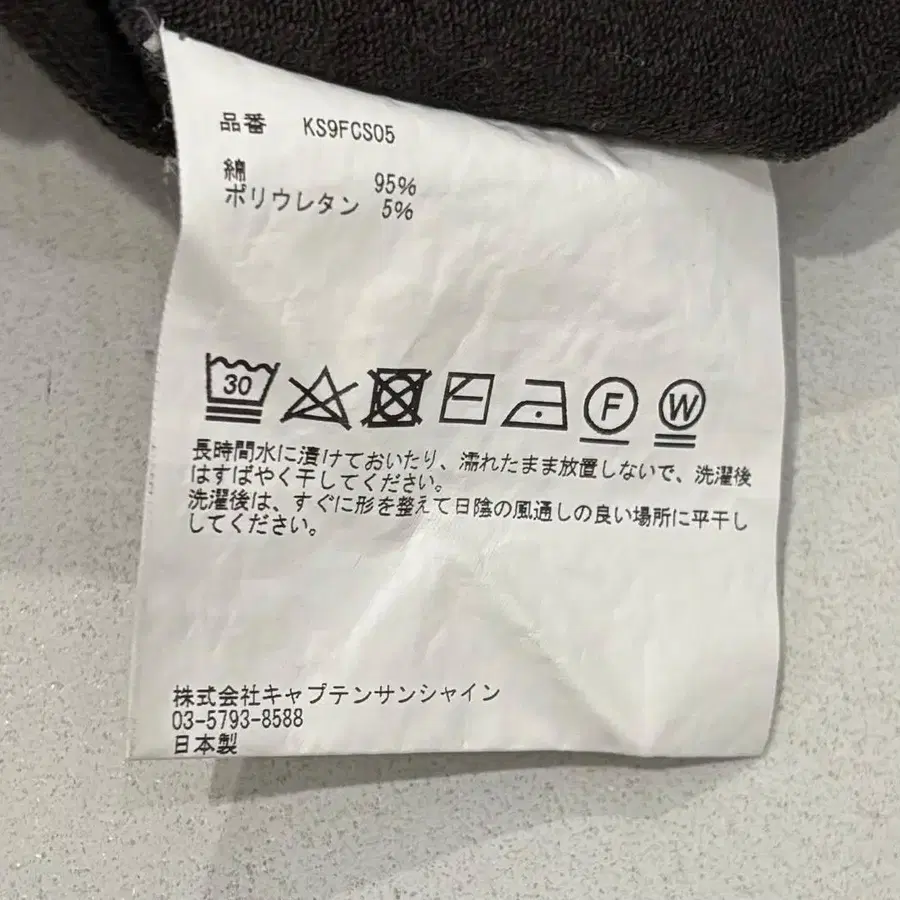 品番 KS9FCS05
綿 95%
ポリウレタン 5%
30 F W
長時間水に漬けておいたり、濡れたまま放置しないで、洗濯後
はすばやく干してください。
洗濯後は、すぐに形を整えて日陰の風通しの良い場所に平干し
してください。
株式会社キャプテンサンシャイン
03-5793-8588
日本製